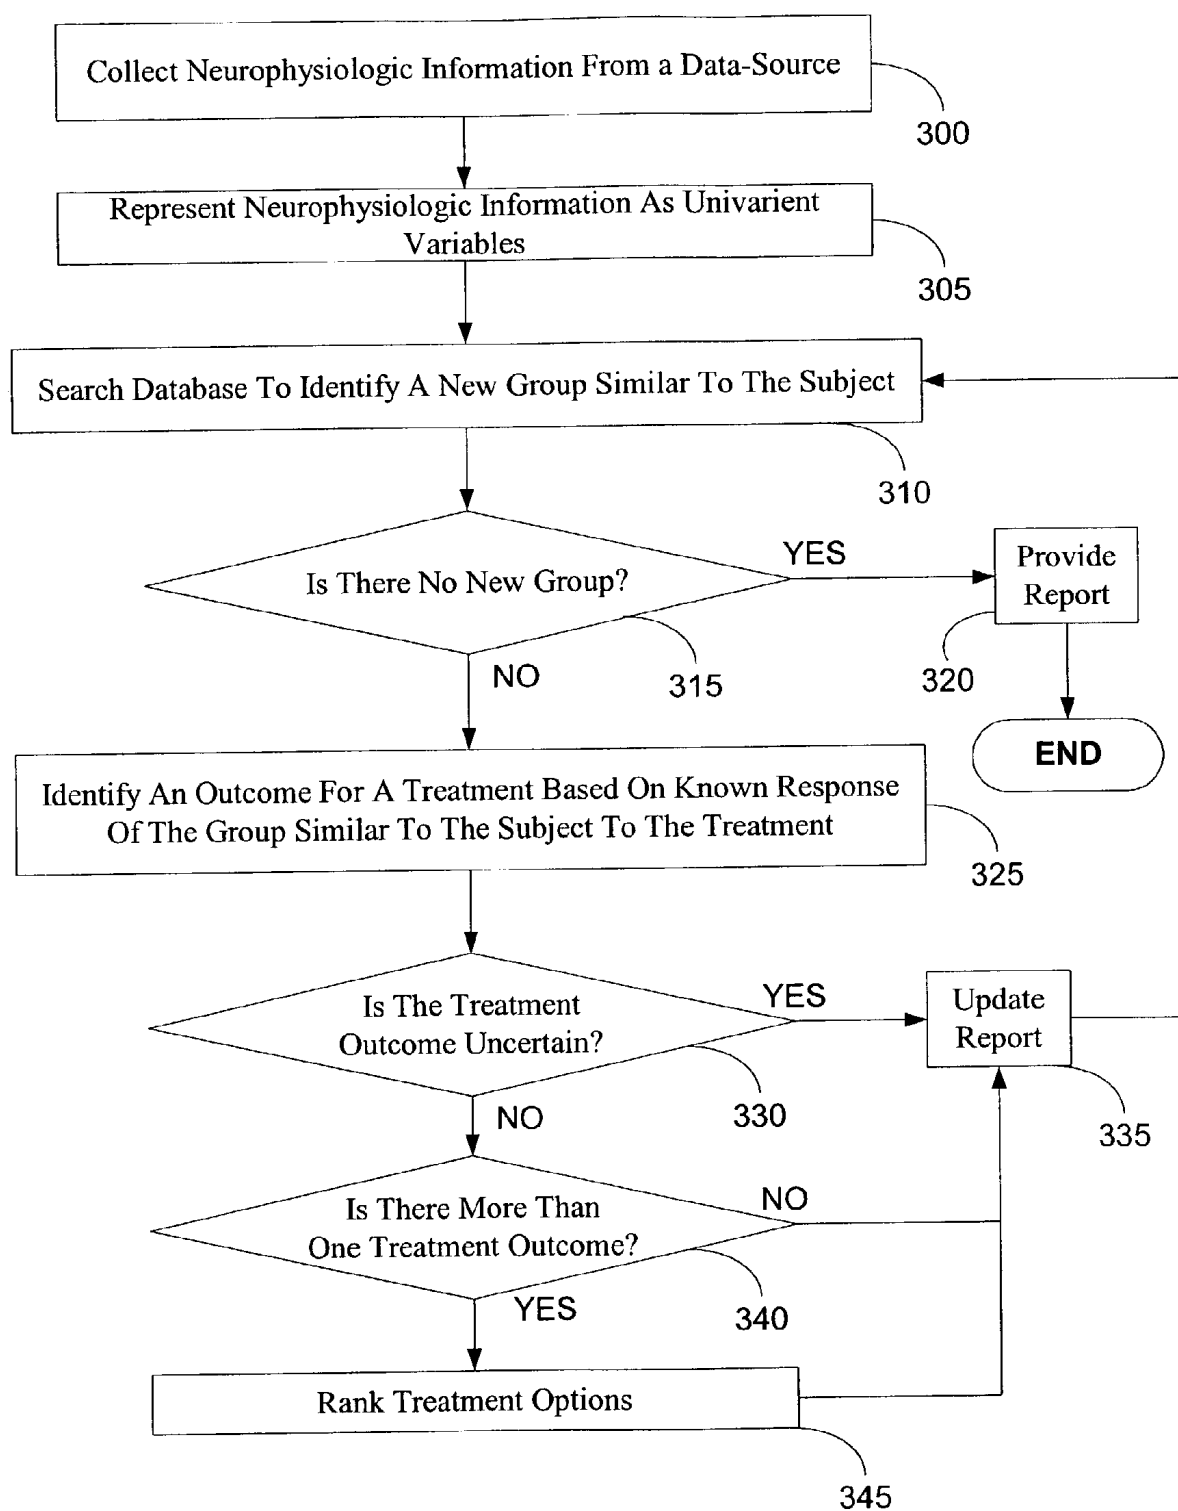 Collect Neurophysiologic Information From a Data-Source
300
Represent Neurophysiologic Information As Univarient
Variables
305
Search Database To Identify A New Group Similar To The Subject
310
Is There No New Group?
YES
Provide
Report
320
NO
315
END
Identify An Outcome For A Treatment Based On Known Response
Of The Group Similar To The Subject To The Treatment
325
Is The Treatment
Outcome Uncertain?
YES
Update
Report
330
335
NO
Is There More Than
One Treatment Outcome?
NO
340
YES
Rank Treatment Options
345